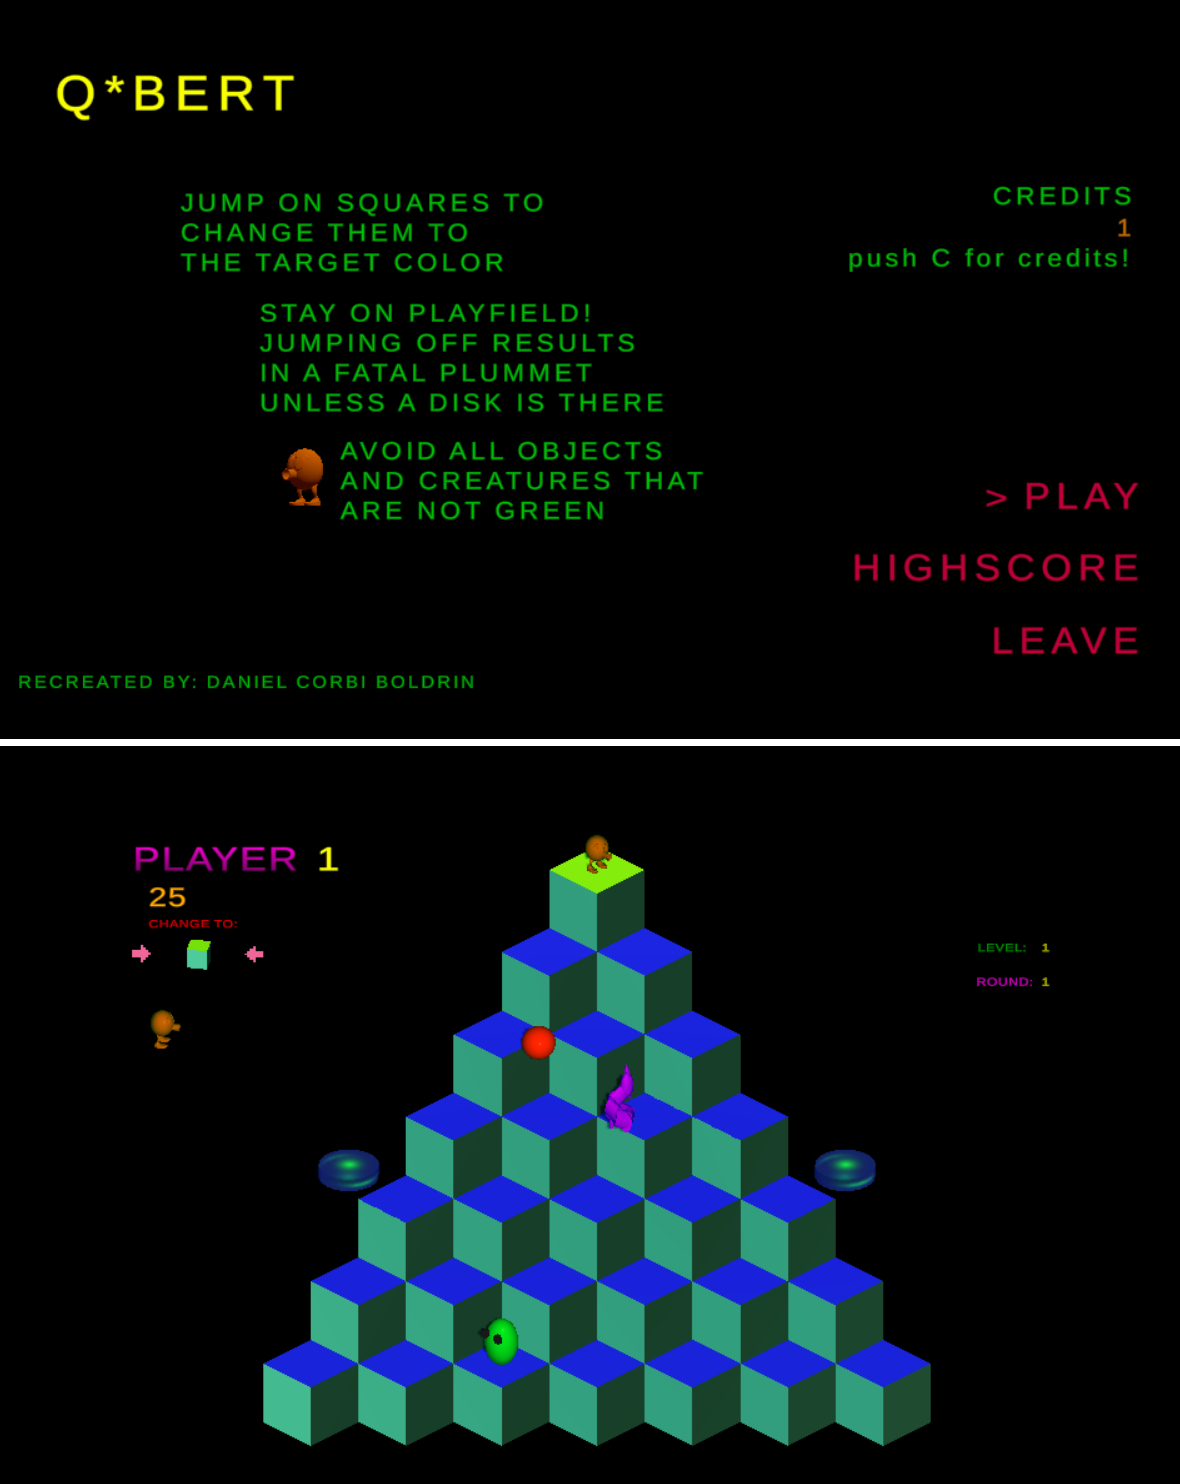 Q*BERT
JUMP ON SQUARES TO
CHANGE THEM TO
THE TARGET COLOR
CREDITS
1
push C for credits!
STAY ON PLAYFIELD!
JUMPING OFF RESULTS
IN A FATAL PLUMMET
UNLESS A DISK IS THERE
AVOID ALL OBJECTS
AND CREATURES THAT
ARE NOT GREEN
> PLAY
HIGHSCORE
LEAVE
RECREATED BY: DANIEL CORBI BOLDRIN
PLAYER 1
25
CHANGE TO:
LEVEL: 1
ROUND: 1